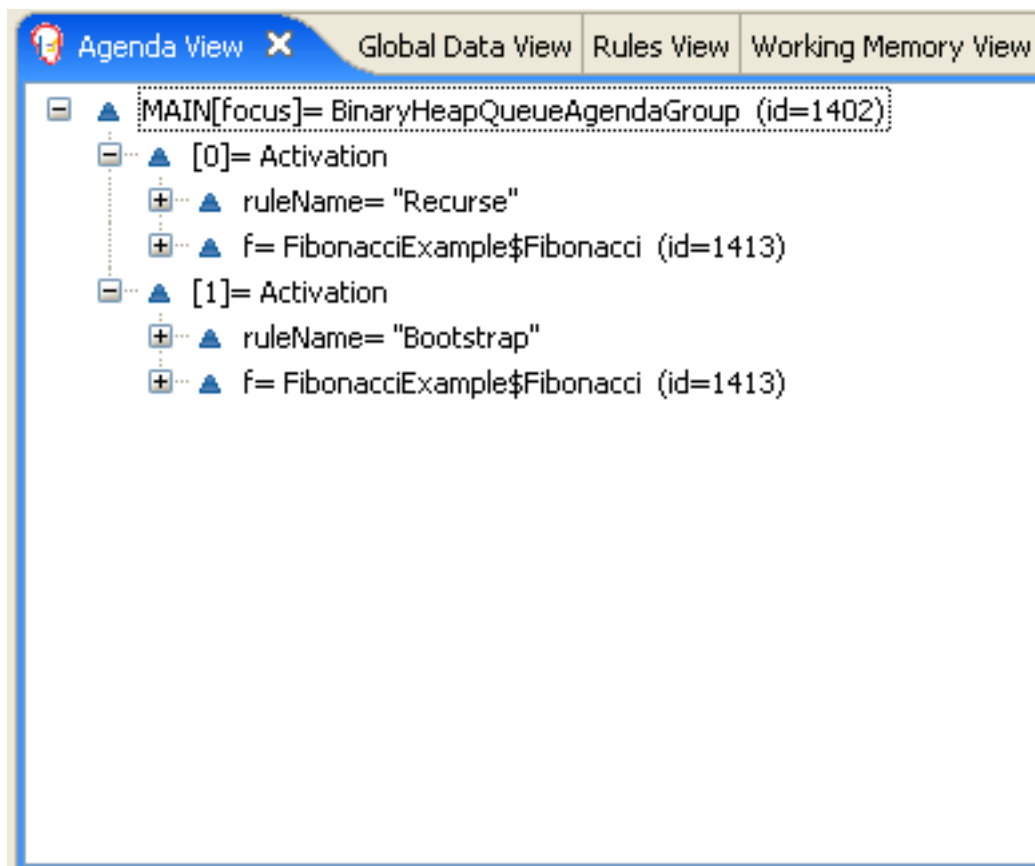 Agenda View Global Data View Rules View Working Memory View
MAIN[focus]= BinaryHeapQueueAgendaGroup (id=1402)
[0]= Activation
ruleName= "Recurse"
f= FibonacciExample$Fibonacci (id=1413)
[1]= Activation
ruleName= "Bootstrap"
f= FibonacciExample$Fibonacci (id=1413)